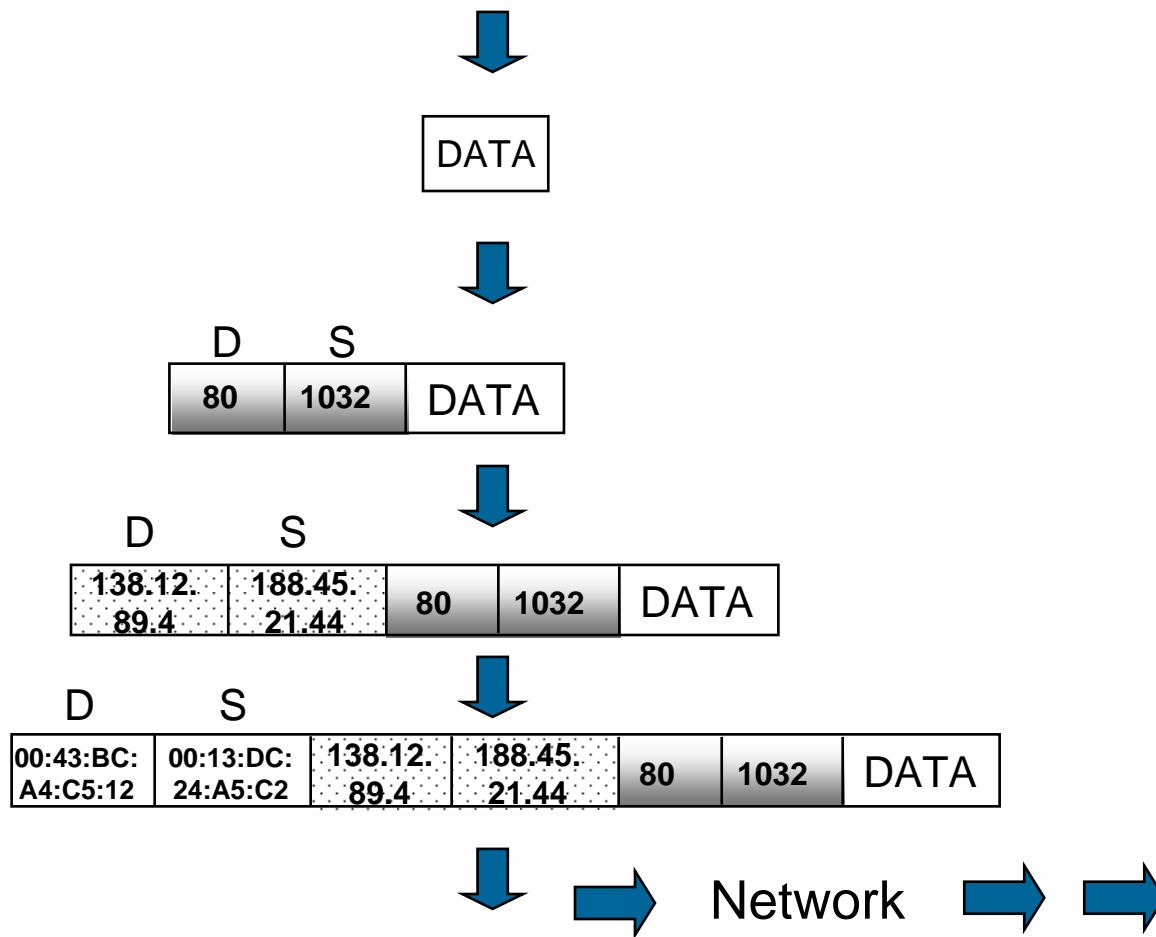 DATA
D S
80 1032 DATA
D S
138.12. 188.45. 80 1032 DATA
89.4 21.44
D S
00:43:BC: 00:13:DC: 138.12. 188.45. 80 1032 DATA
A4:C5:12 24:A5:C2 89.4 21.44
Network